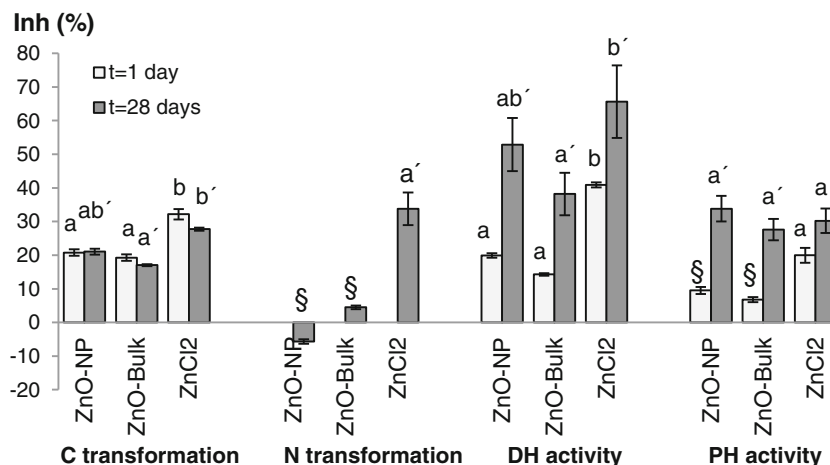 Inh (%)
80
70
60
50
40
30
20
10
0
-10
-20
t=1 day
t=28 days
a ab´ a a´ b b´
§ § a´
a ab´ a a´ b b´
§ a´ § a´ a a´
ZnO-NP ZnO-Bulk ZnCl2 ZnO-NP ZnO-Bulk ZnCl2 ZnO-NP ZnO-Bulk ZnCl2 ZnO-NP ZnO-Bulk ZnCl2
C transformation N transformation DH activity PH activity